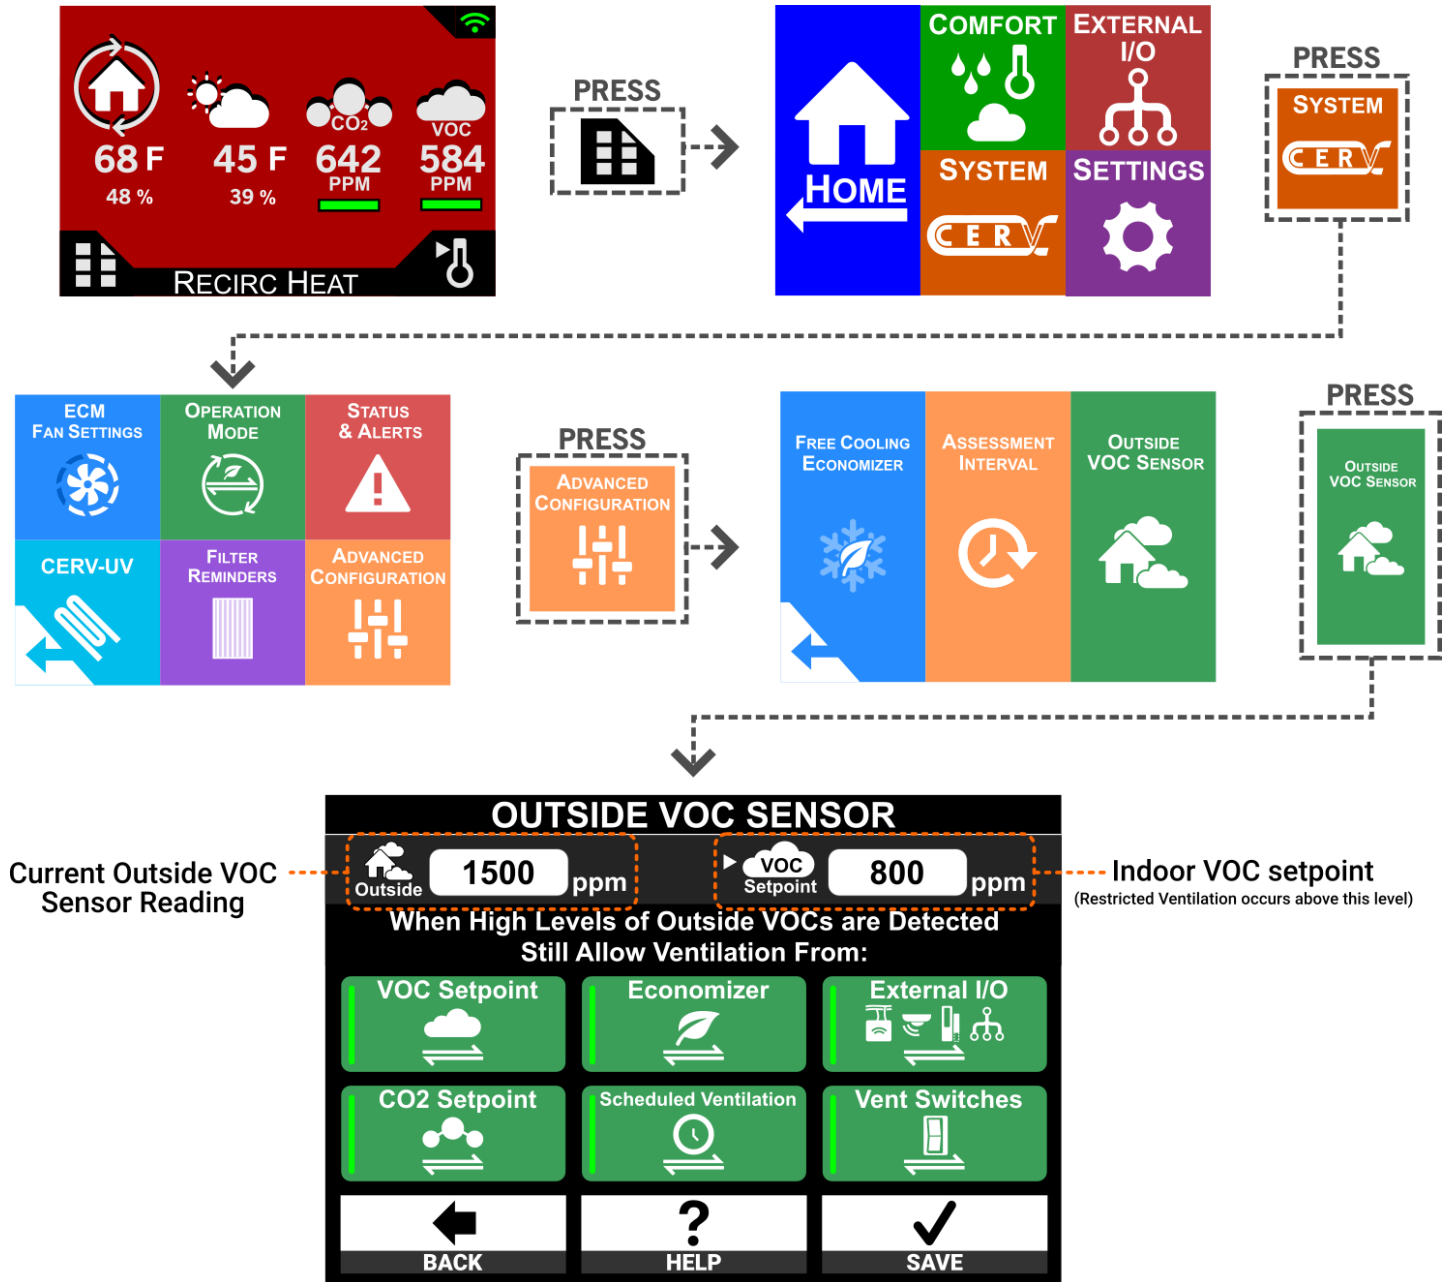 CO2
VOC
68 F
45 F
642
584
PPM
PPM
48 %
39 %
RECIRC HEAT
PRESS
HOME
COMFORT
EXTERNAL
I/O
SYSTEM
CERV
SETTINGS
PRESS
SYSTEM
CERV
ECM
FAN SETTINGS
OPERATION
MODE
STATUS
& ALERTS
CERV-UV
FILTER
REMINDERS
ADVANCED
CONFIGURATION
PRESS
ADVANCED
CONFIGURATION
FREE COOLING
ECONOMIZER
ASSESSMENT
INTERVAL
OUTSIDE
VOC SENSOR
PRESS
OUTSIDE
VOC SENSOR
OUTSIDE VOC SENSOR
Current Outside VOC
Sensor Reading
Outside
1500 ppm
VOC
Setpoint
800 ppm
Indoor VOC setpoint
(Restricted Ventilation occurs above this level)
When High Levels of Outside VOCs are Detected
Still Allow Ventilation From:
VOC Setpoint
Economizer
External I/O
CO2 Setpoint
Scheduled Ventilation
Vent Switches
?
BACK
HELP
SAVE